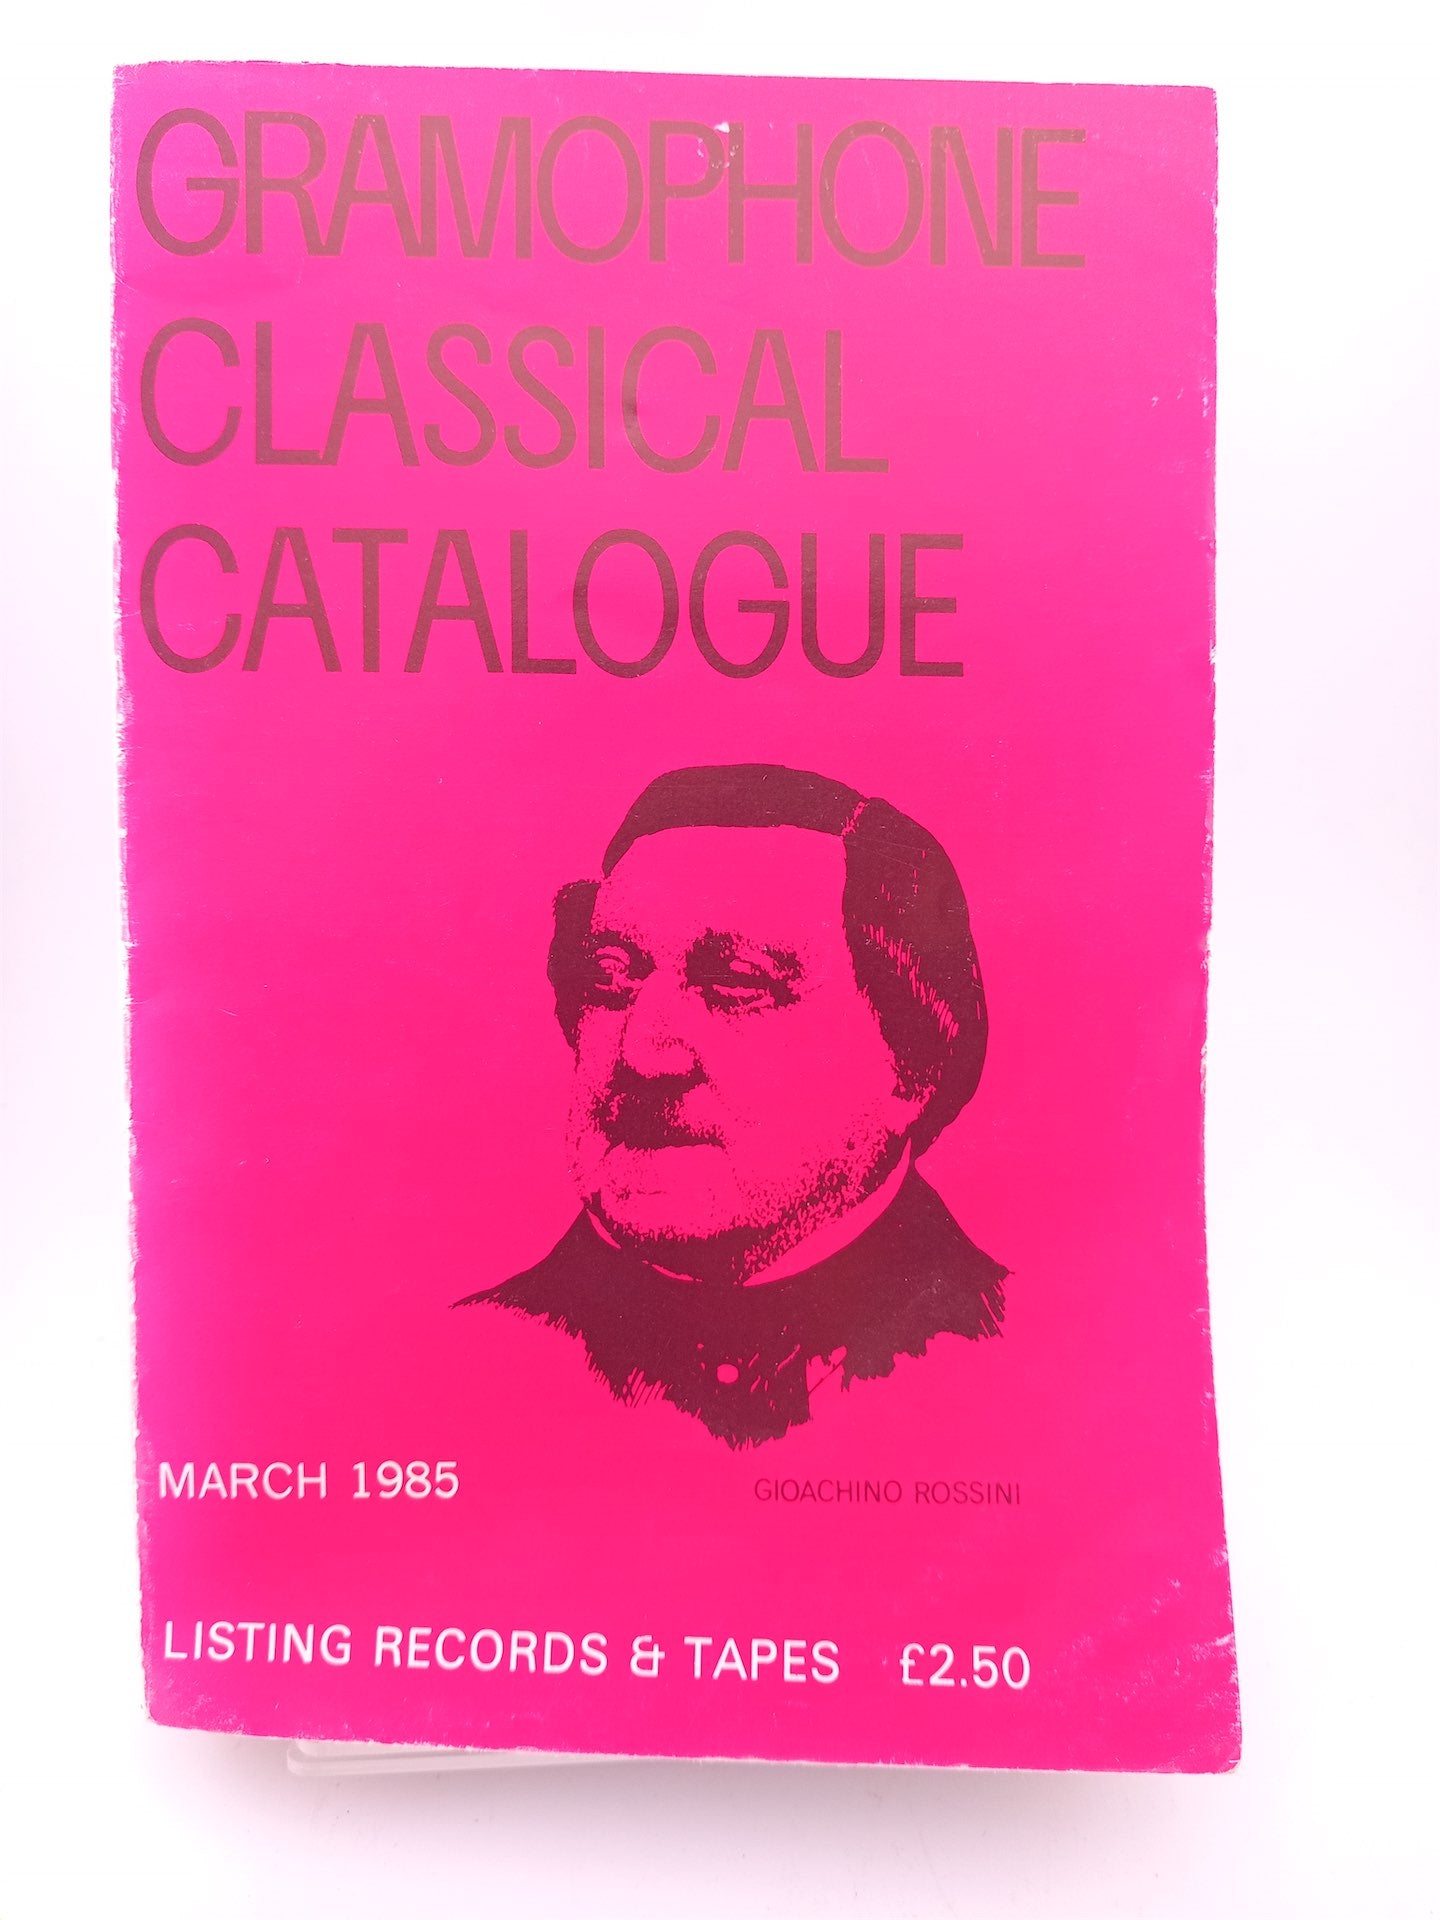 GRAMOPHONE
CLASSICAL
CATALOGUE
MARCH 1985
GIOACHINO ROSSINI
LISTING RECORDS & TAPES £2.50